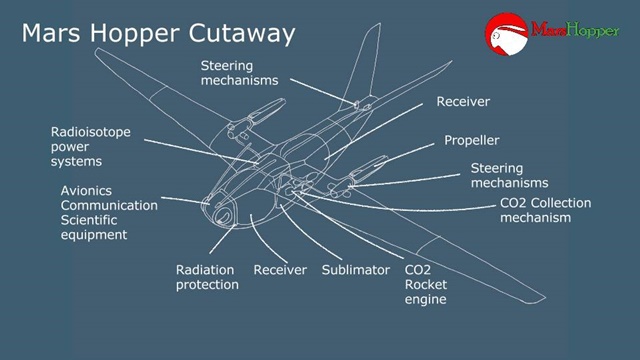 Mars Hopper Cutaway
MarsHopper
Steering
mechanisms
Receiver
Radioisotope
power
systems
Propeller
Steering
mechanisms
Avionics
Communication
Scientific
equipment
CO2 Collection
mechanism
Radiation
protection
Receiver
Sublimator
CO2
Rocket
engine